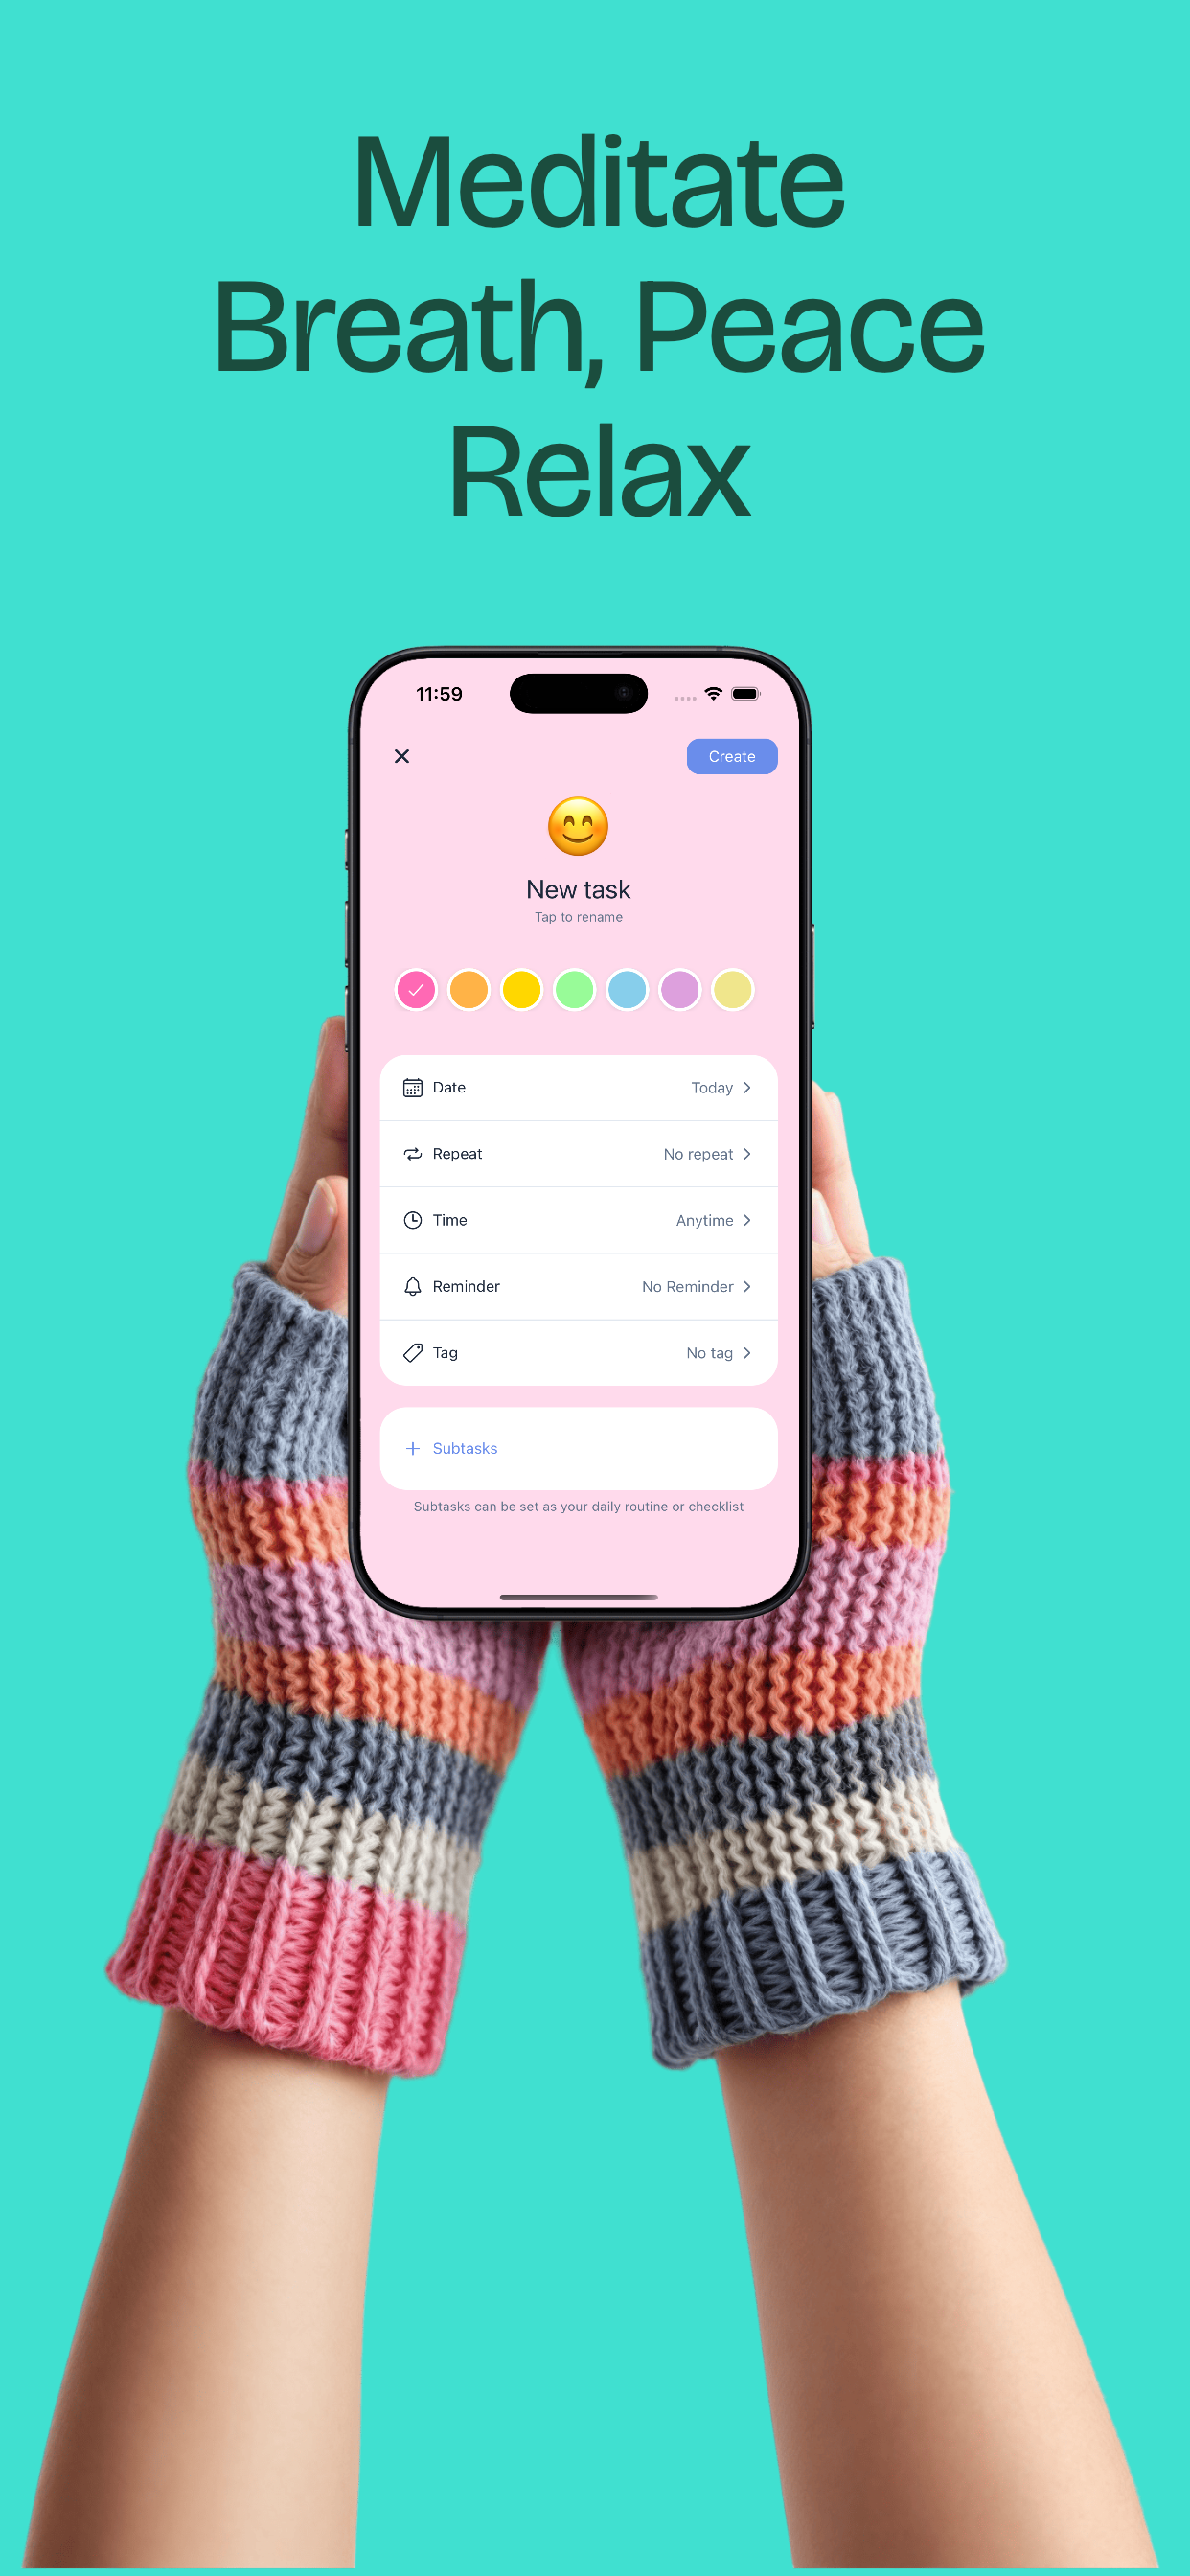 Meditate
Breath, Peace
Relax
11:59
Create
New task
Tap to rename
Date Today
Repeat No repeat
Time Anytime
Reminder No Reminder
Tag No tag
+ Subtasks
Subtasks can be set as your daily routine or checklist